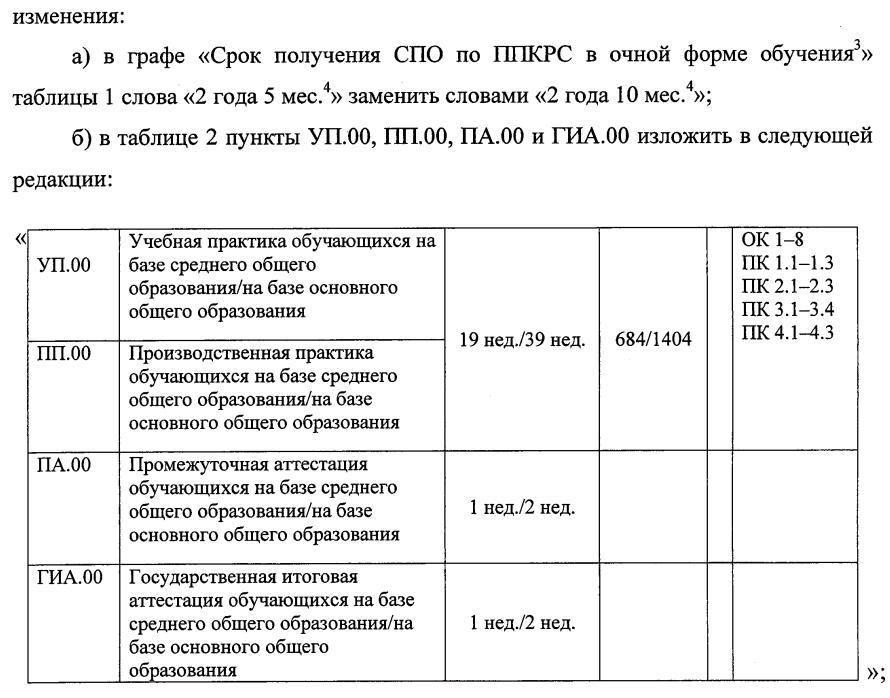 изменения:
а) в графе «Срок получения СПО по ППКРС в очной форме обучения³»
таблицы 1 слова «2 года 5 мес.⁴» заменить словами «2 года 10 мес.⁴»;
б) в таблице 2 пункты УП.00, ПП.00, ПА.00 и ГИА.00 изложить в следующей
редакции:
«
УП.00
Учебная практика обучающихся на
базе среднего общего
образования/на базе основного
общего образования
19 нед./39 нед.
684/1404
ОК 1–8
ПК 1.1–1.3
ПК 2.1–2.3
ПК 3.1–3.4
ПК 4.1–4.3
ПП.00
Производственная практика
обучающихся на базе среднего
общего образования/на базе
основного общего образования
ПА.00
Промежуточная аттестация
обучающихся на базе среднего
общего образования/на базе
основного общего образования
1 нед./2 нед.
ГИА.00
Государственная итоговая
аттестация обучающихся на базе
среднего общего образования/на
базе основного общего
образования
1 нед./2 нед.
»;